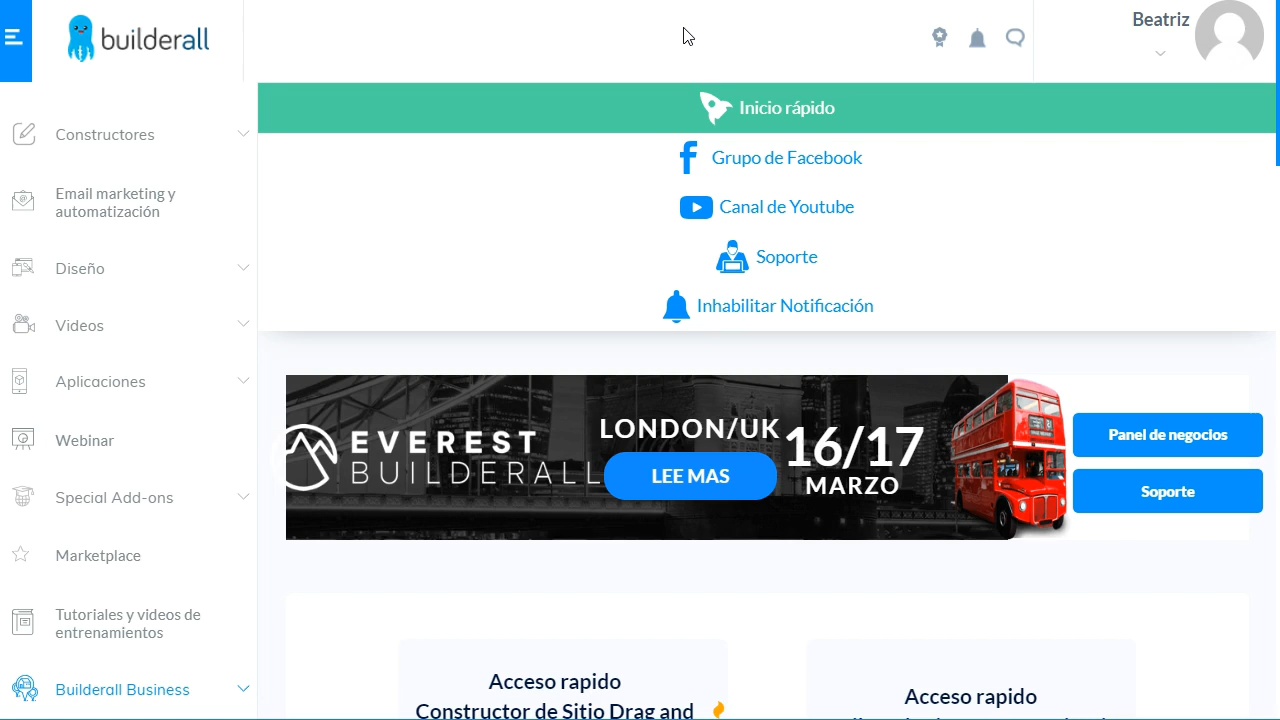 builderall
Beatriz
Constructores
Email marketing y
automatización
Diseño
Videos
Aplicaciones
Webinar
Special Add-ons
Marketplace
Tutoriales y videos de
entrenamientos
Builderall Business
Inicio rápido
Grupo de Facebook
Canal de Youtube
Soporte
Inhabilitar Notificación
EVEREST
BUILDERALL
LONDON/UK
LEE MAS
16/17
MARZO
Panel de negocios
Soporte
Acceso rapido
Constructor de Sitio Drag and
Acceso rapido